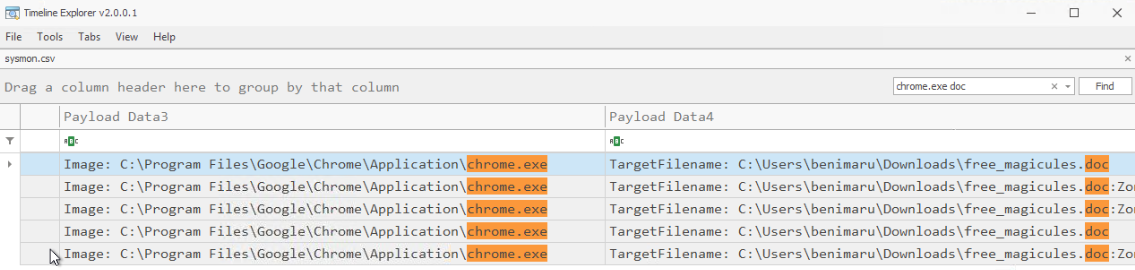 Timeline Explorer v2.0.0.1
File Tools Tabs View Help
sysmon.csv
Drag a column header here to group by that column
chrome.exe doc
Find
Payload Data3 Payload Data4
Image: C:\Program Files\Google\Chrome\Application\chrome.exe TargetFilename: C:\Users\benimaru\Downloads\free_magicules.doc
Image: C:\Program Files\Google\Chrome\Application\chrome.exe TargetFilename: C:\Users\benimaru\Downloads\free_magicules.doc:Zon
Image: C:\Program Files\Google\Chrome\Application\chrome.exe TargetFilename: C:\Users\benimaru\Downloads\free_magicules.doc:Zon
Image: C:\Program Files\Google\Chrome\Application\chrome.exe TargetFilename: C:\Users\benimaru\Downloads\free_magicules.doc
Image: C:\Program Files\Google\Chrome\Application\chrome.exe TargetFilename: C:\Users\benimaru\Downloads\free_magicules.doc:Zon